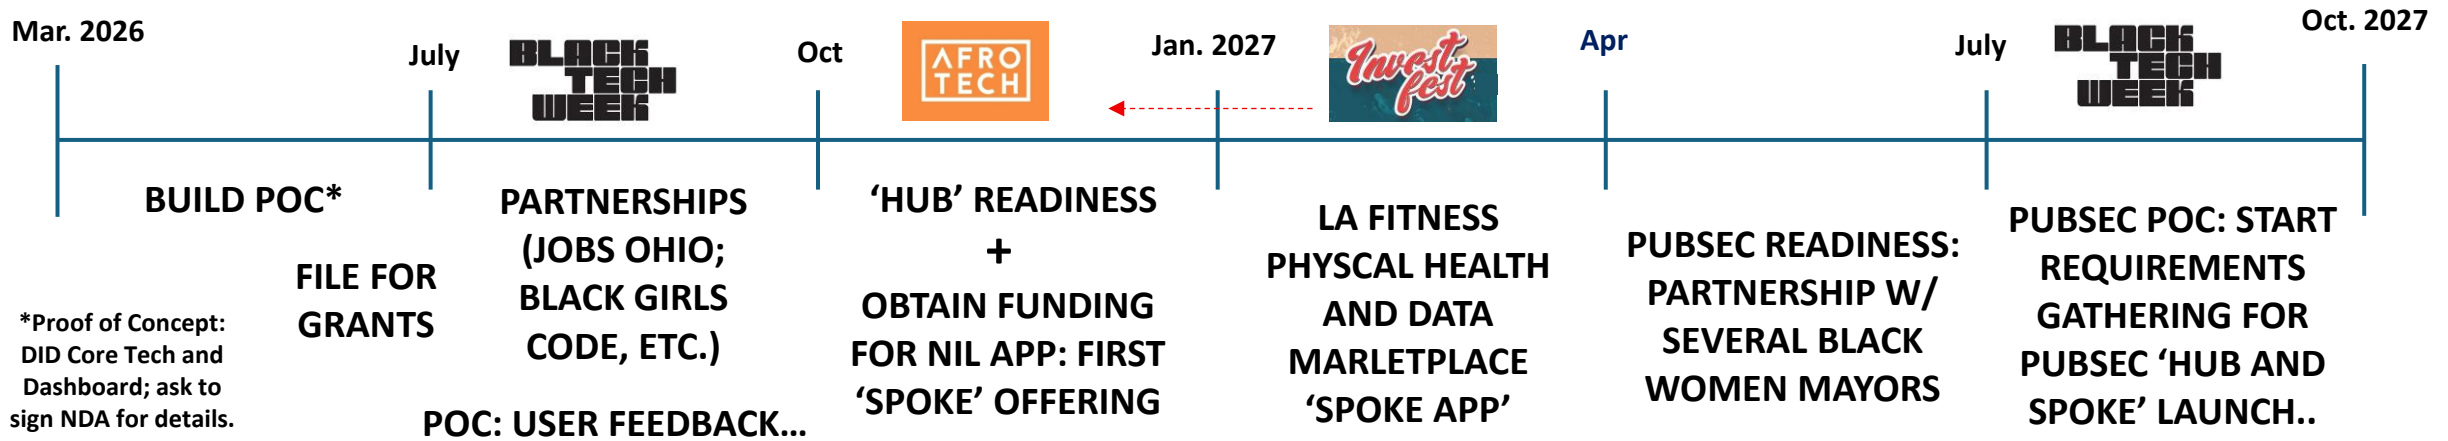 Mar. 2026
July
BLACK
TECH
WEEK
Oct
AFRO
TECH
Jan. 2027
Invest
fest
Apr
July
BLACK
TECH
WEEK
Oct. 2027
BUILD POC*
FILE FOR
GRANTS
*Proof of Concept:
DID Core Tech and
Dashboard; ask to
sign NDA for details.
PARTNERSHIPS
(JOBS OHIO;
BLACK GIRLS
CODE, ETC.)
POC: USER FEEDBACK...
‘HUB’ READINESS
+
OBTAIN FUNDING
FOR NIL APP: FIRST
‘SPOKE’ OFFERING
LA FITNESS
PHYSCAL HEALTH
AND DATA
MARLETPLACE
‘SPOKE APP’
PUBSEC READINESS:
PARTNERSHIP W/
SEVERAL BLACK
WOMEN MAYORS
PUBSEC POC: START
REQUIREMENTS
GATHERING FOR
PUBSEC ‘HUB AND
SPOKE’ LAUNCH..